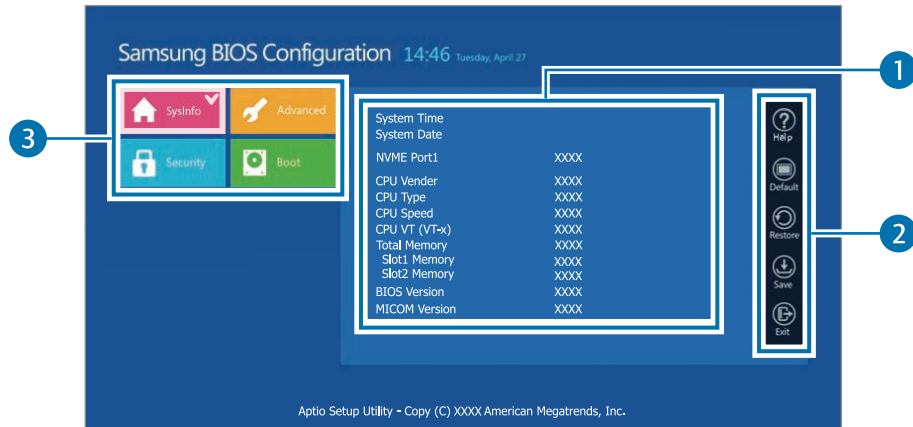 Samsung BIOS Configuration 14:46 Tuesday, April 27
1
SysInfo
Advanced
Security
Boot
3
System Time
System Date
NVME Port1 XXXX
CPU Vender XXXX
CPU Type XXXX
CPU Speed XXXX
CPU VT (VT-x) XXXX
Total Memory XXXX
Slot1 Memory XXXX
Slot2 Memory XXXX
BIOS Version XXXX
MICOM Version XXXX
Help
Default
Restore
Save
Exit
2
Aptio Setup Utility - Copy (C) XXXX American Megatrends, Inc.